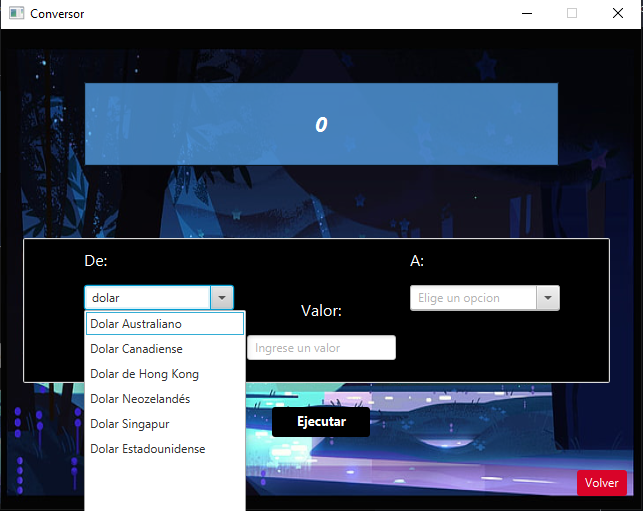 Conversor
0
De:
A:
dolar
Elige un opcion
Valor:
Ingrese un valor
Dolar Australiano
Dolar Canadiense
Dolar de Hong Kong
Dolar Neozelandés
Dolar Singapur
Dolar Estadounidense
Ejecutar
Volver